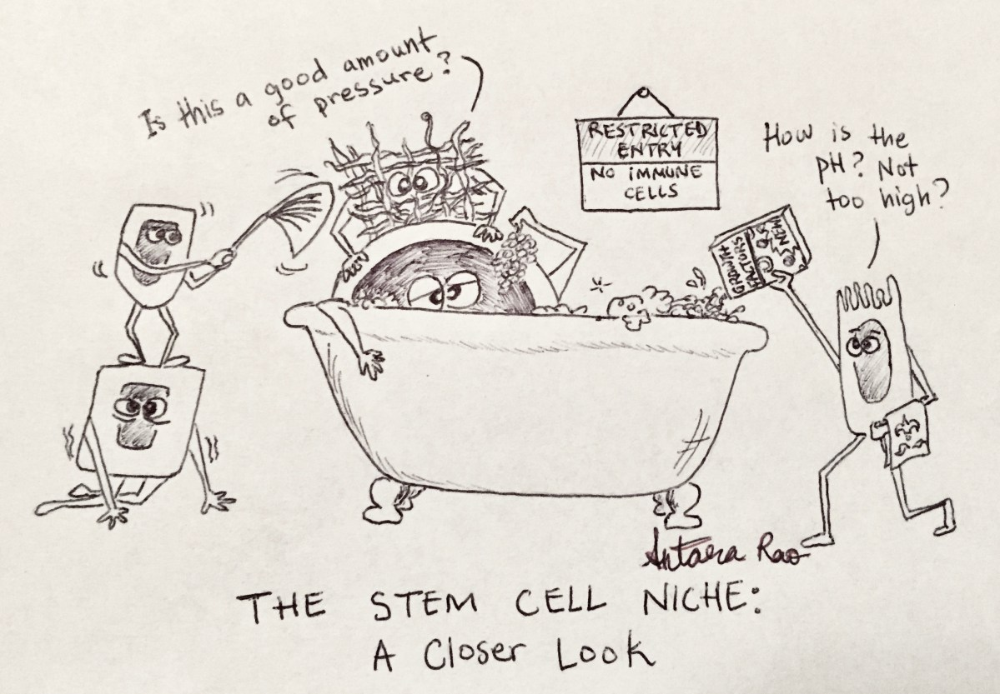 Is this a good amount
of pressure?
RESTRICTED
ENTRY
NO IMMUNE
CELLS
How is the
pH? Not
too high?
NEW
GROWTH
FACTORS
Antara Rao
THE STEM CELL NICHE:
A Closer Look